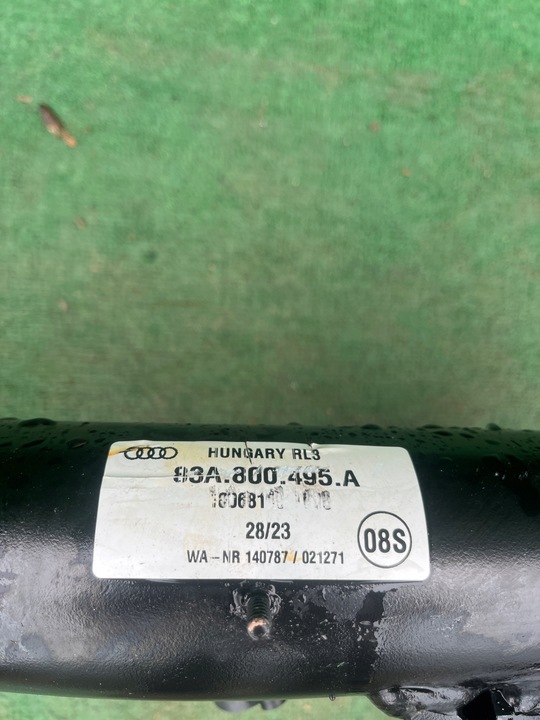 HUNGARY RL3
83A.800.495.A
28/23
WA-NR 140787 / 021271
08S